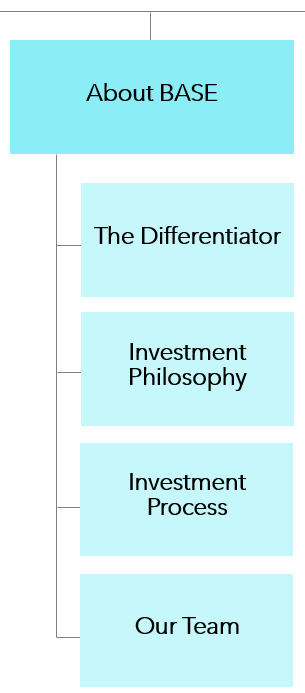 About BASE
The Differentiator
Investment
Philosophy
Investment
Process
Our Team